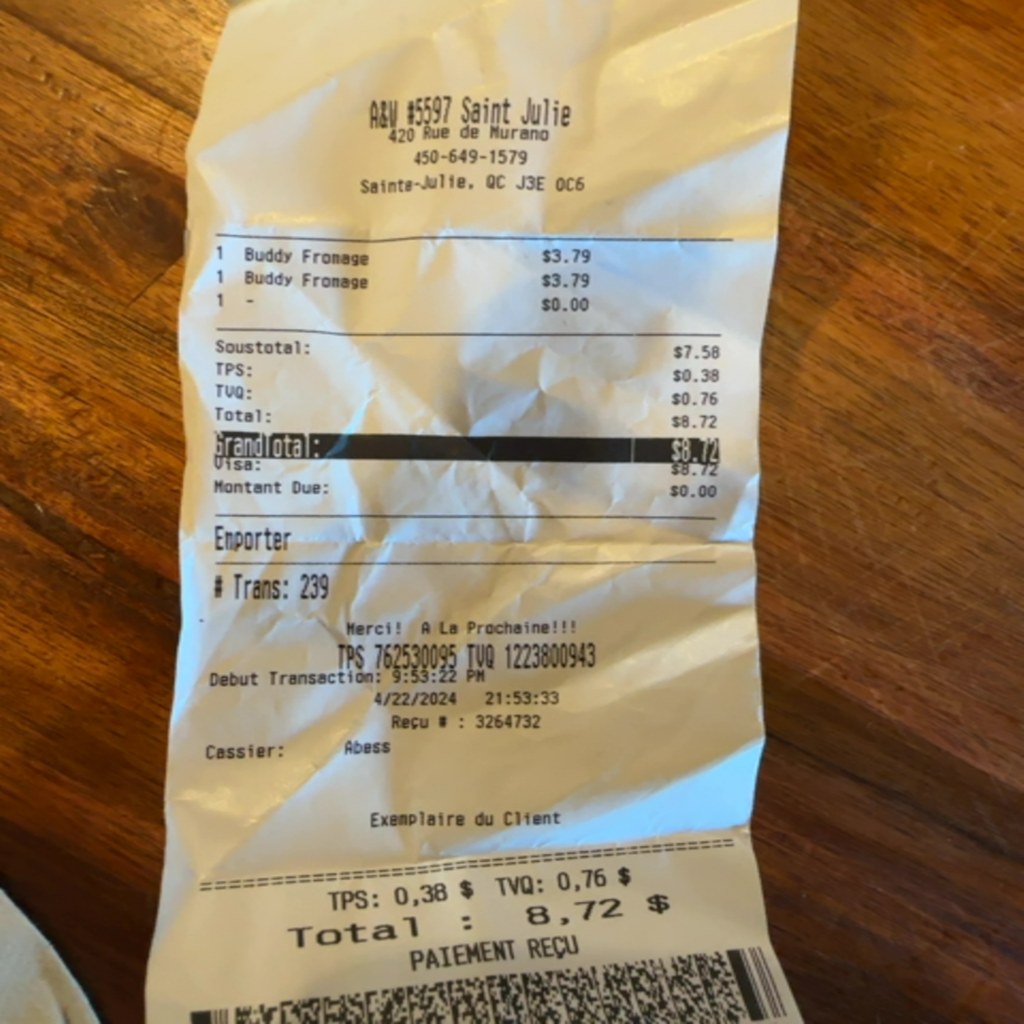 A&W #5597 Saint Julie
420 Rue de Murano
450-649-1579
Sainte-Julie, QC J3E 0C6
1 Buddy Fromage $3.79
1 Buddy Fromage $3.79
1 - $0.00
Soustotal: $7.58
TPS: $0.38
TVQ: $0.76
Total: $8.72
GrandTotal: $8.72
Visa: $8.72
Montant Due: $0.00
Emporter
# Trans: 239
Merci! A La Prochaine!!!
TPS 762530095 TVQ 1223800943
Debut Transaction: 9:53:22 PM
4/22/2024 21:53:33
Reçu # : 3264732
Cassier: Abass
Exemplaire du Client
TPS: 0,38 $ TVQ: 0,76 $
Total : 8,72 $
PAIEMENT REÇU